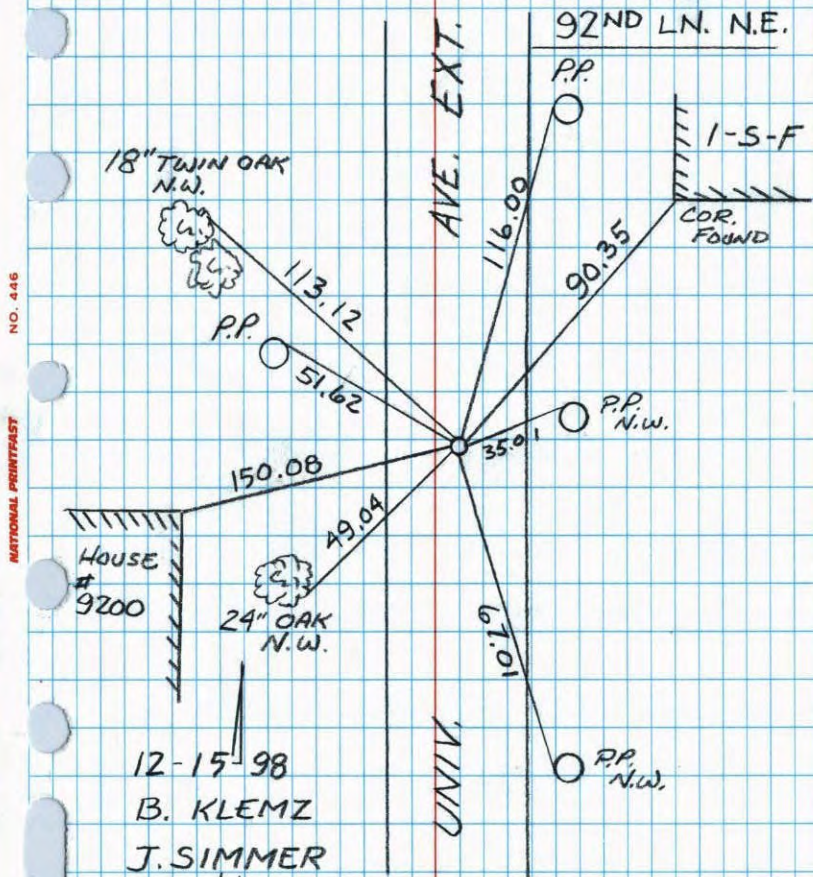 92ND LN. N.E.
P.P.
AVE. EXT.
1-S-F
18" TWIN OAK
N.W.
COR.
FOUND
116.00
90.35
113.12
NO. 446
P.P.
51.62
P.P.
N.W.
35.01
150.08
NATIONAL PRINTFAST
49.04
HOUSE
#
9200
24" OAK
N.W.
67.01
UNIV.
P.P.
N.W.
12-15-98
B. KLEMZ
J. SIMMER